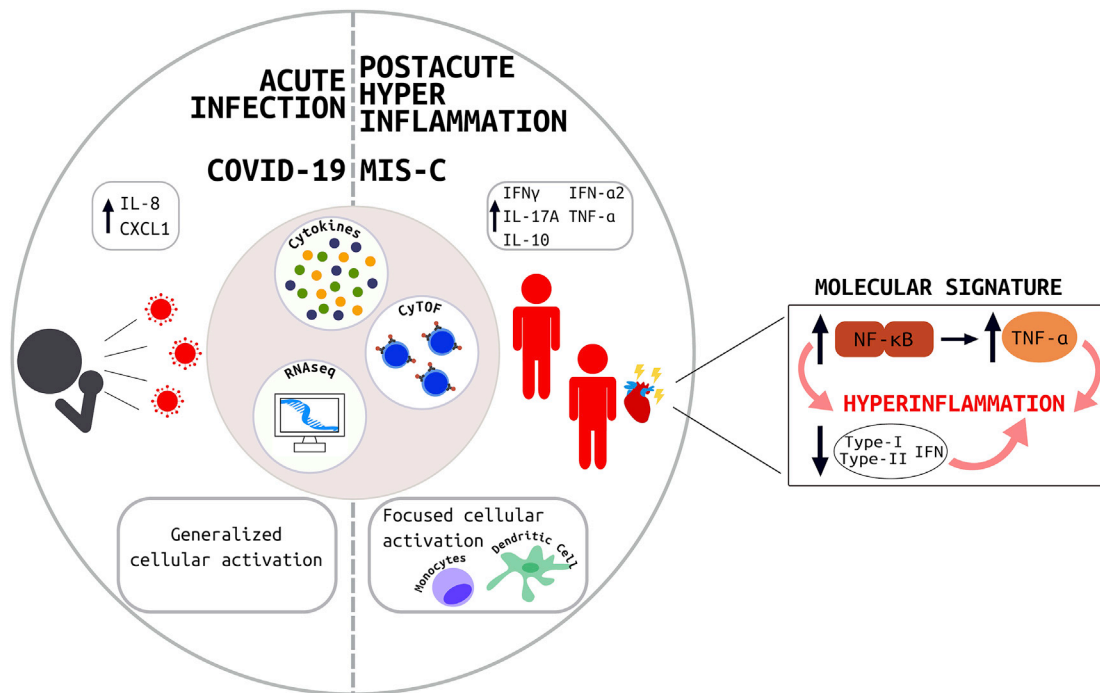 ACUTE
INFECTION
COVID-19
IL-8
CXCL1
POSTACUTE
HYPER
INFLAMMATION
MIS-C
IFNγ IFN-α2
IL-17A TNF-α
IL-10
Cytokines
CyTOF
RNAseq
Generalized
cellular activation
Focused cellular
activation
Monocytes
Dendritic Cell
MOLECULAR SIGNATURE
NF-κB
TNF-α
HYPERINFLAMMATION
Type-I
Type-II
IFN